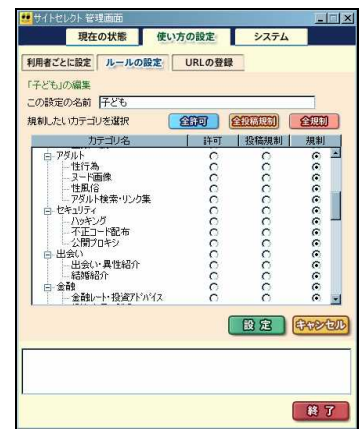 サイトセレクト 管理画面
現在の状態 使い方の設定 システム
利用者ごとに設定 ルールの設定 URLの登録
「子ども」の編集
この設定の名前 子ども
規制したいカテゴリを選択 全許可 全投稿規制 全規制
カテゴリ名 許可 投稿規制 規制
アダルト
性行為
ヌード画像
性風俗
アダルト検索・リンク集
セキュリティ
ハッキング
不正コード配布
公開プロキシ
出会い
出会い・異性紹介
結婚紹介
金融
金融レート・投資アドバイス
設定 キャンセル
終了